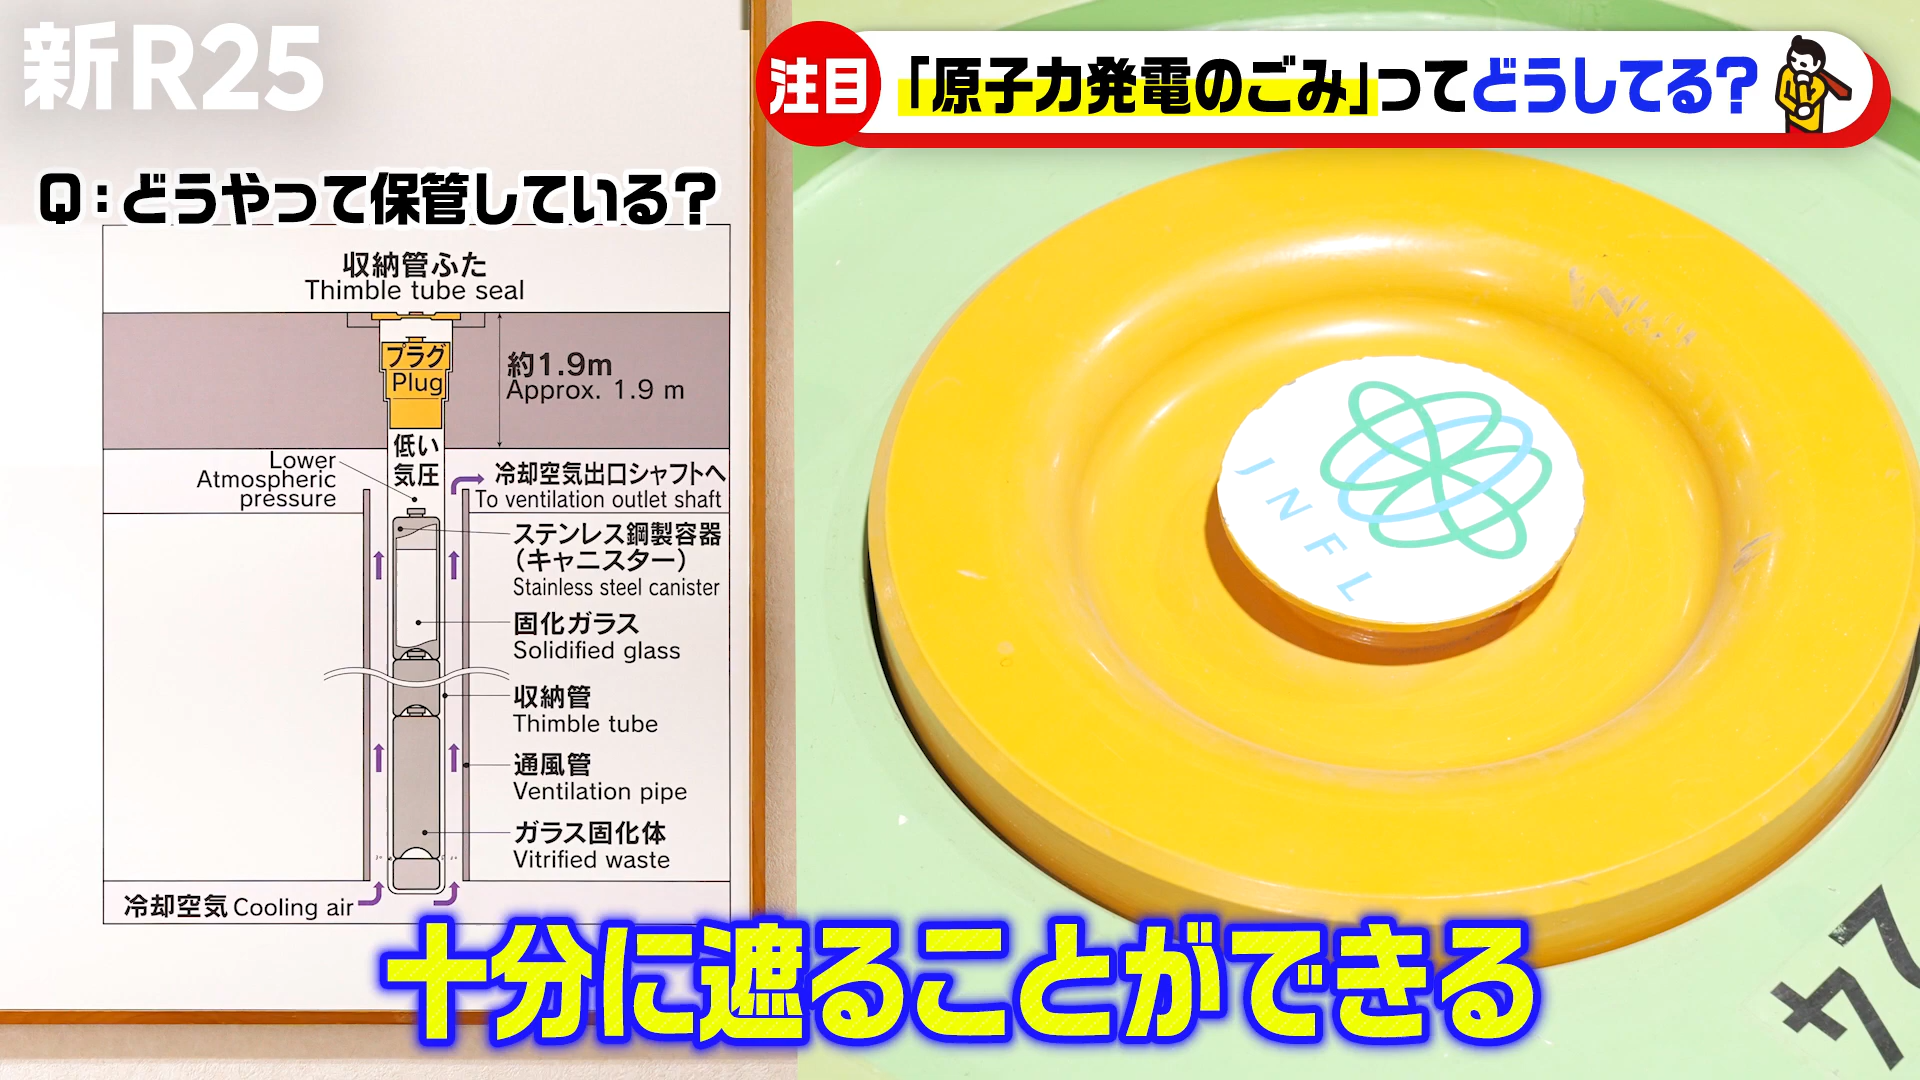 新R25
注目
「原子力発電のごみ」ってどうしてる?
Q:どうやって保管している?
収納管ふた
Thimble tube seal
プラグ
Plug
約1.9m
Approx. 1.9 m
低い
気圧
Lower
Atmospheric
pressure
冷却空気出口シャフトへ
To ventilation outlet shaft
ステンレス鋼製容器
(キャニスター)
Stainless steel canister
固化ガラス
Solidified glass
収納管
Thimble tube
通風管
Ventilation pipe
ガラス固化体
Vitrified waste
冷却空気 Cooling air
JNFL
十分に遮ることができる